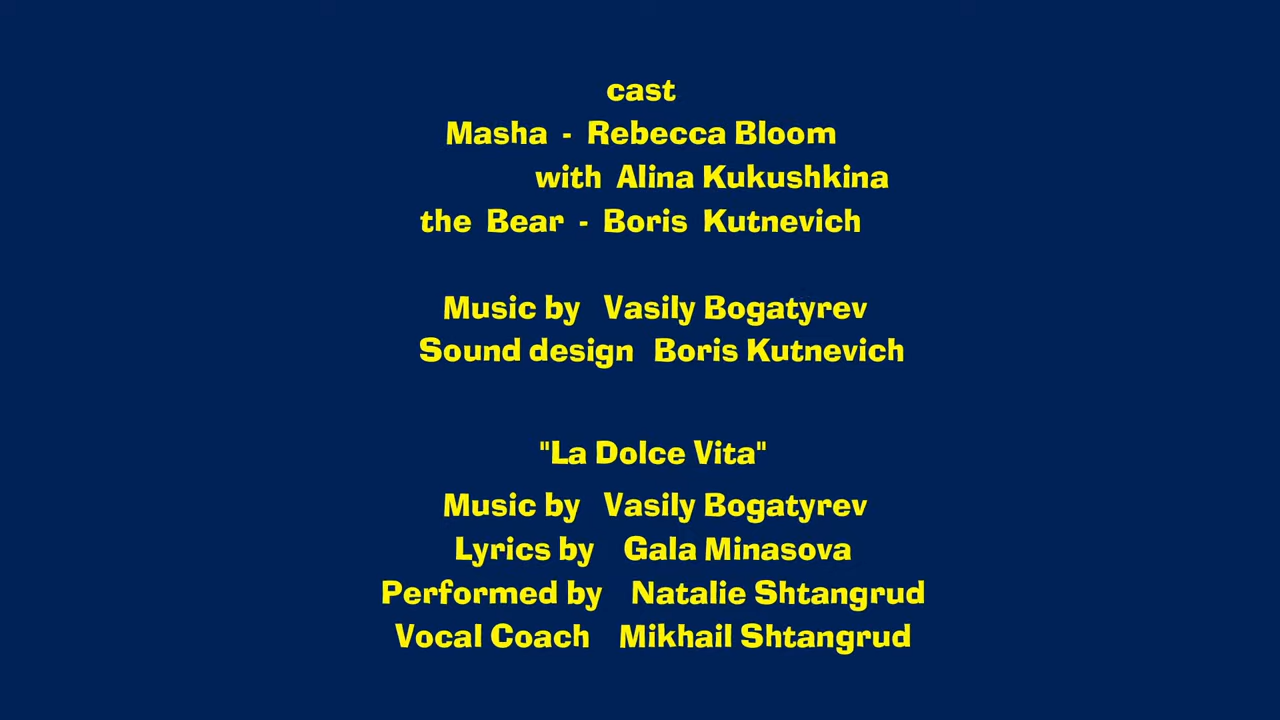 cast
Masha - Rebecca Bloom
with Alina Kukushkina
the Bear - Boris Kutnevich
Music by Vasily Bogatyrev
Sound design Boris Kutnevich
"La Dolce Vita"
Music by Vasily Bogatyrev
Lyrics by Gala Minasova
Performed by Natalie Shtangrud
Vocal Coach Mikhail Shtangrud